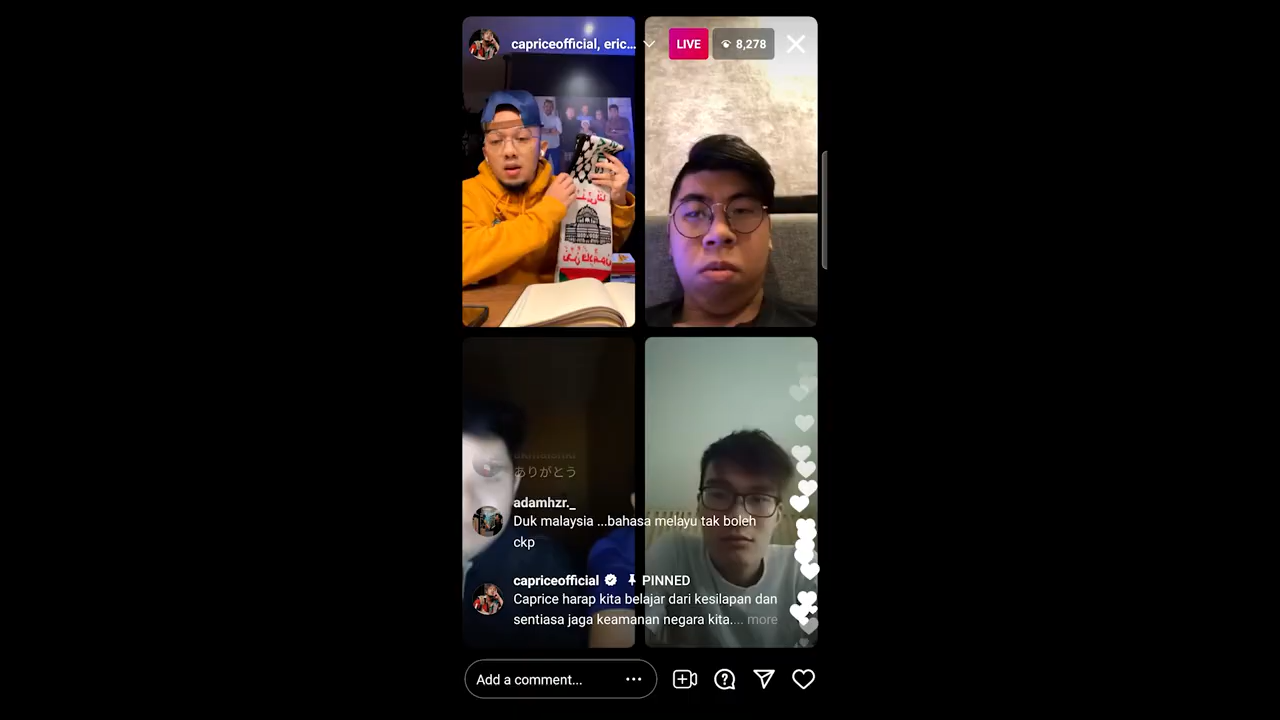 capriceofficial, eric...
LIVE
8,278
ありがとう
adamhzr._
Duk malaysia ...bahasa melayu tak boleh
ckp
capriceofficial PINNED
Caprice harap kita belajar dari kesilapan dan
sentiasa jaga keamanan negara kita.... more
Add a comment...